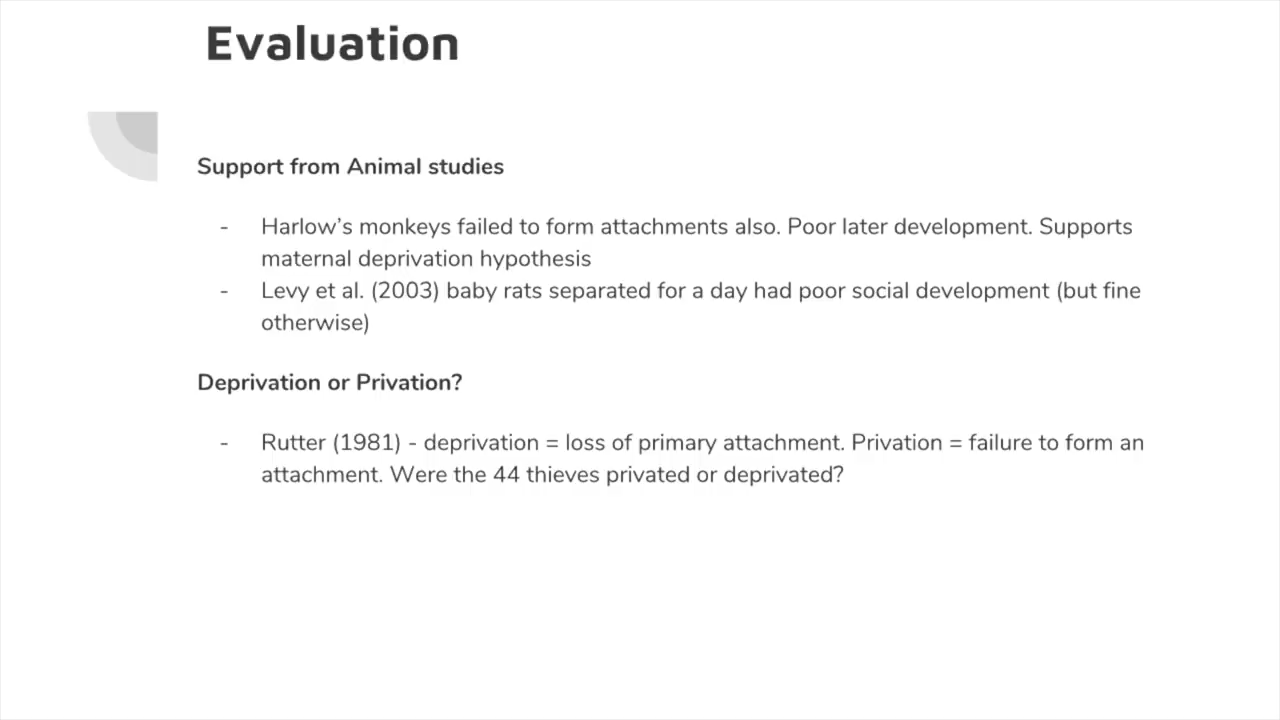 Evaluation
Support from Animal studies
- Harlow’s monkeys failed to form attachments also. Poor later development. Supports
maternal deprivation hypothesis
- Levy et al. (2003) baby rats separated for a day had poor social development (but fine
otherwise)
Deprivation or Privation?
- Rutter (1981) - deprivation = loss of primary attachment. Privation = failure to form an
attachment. Were the 44 thieves privated or deprivated?